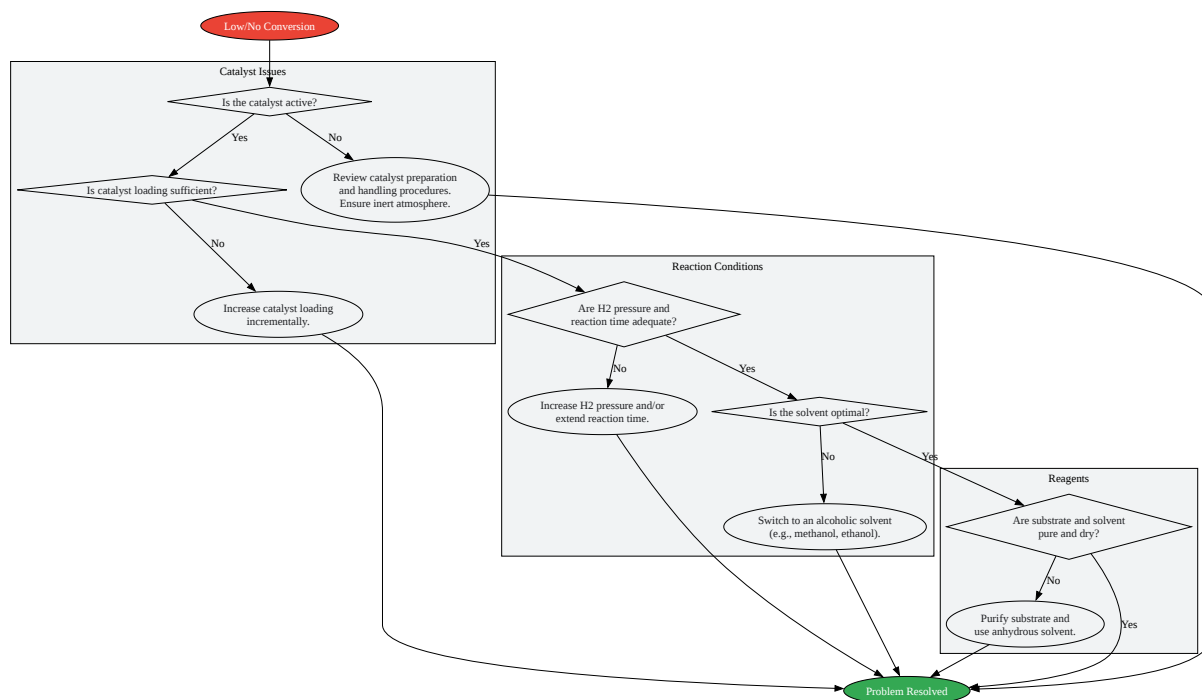 Low/No Conversion
Catalyst Issues
Is the catalyst active?
Yes
No
Is catalyst loading sufficient?
Review catalyst preparation
and handling procedures.
Ensure inert atmosphere.
No
Yes
Reaction Conditions
Increase catalyst loading
incrementally.
Are H2 pressure and
reaction time adequate?
No
Yes
Increase H2 pressure and/or
extend reaction time.
Is the solvent optimal?
No
Yes
Reagents
Switch to an alcoholic solvent
(e.g., methanol, ethanol).
Are substrate and solvent
pure and dry?
No
Yes
Purify substrate and
use anhydrous solvent.
Problem Resolved